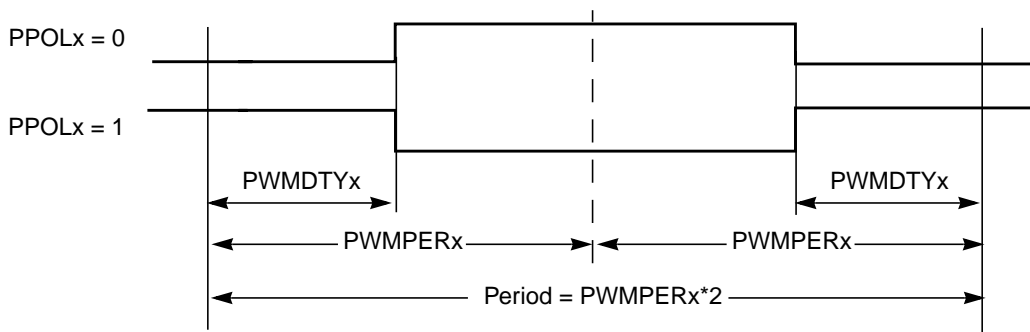 PPOLx = 0
PPOLx = 1
PWMDTYx
PWMDTYx
PWMPERx
PWMPERx
Period = PWMPERx*2